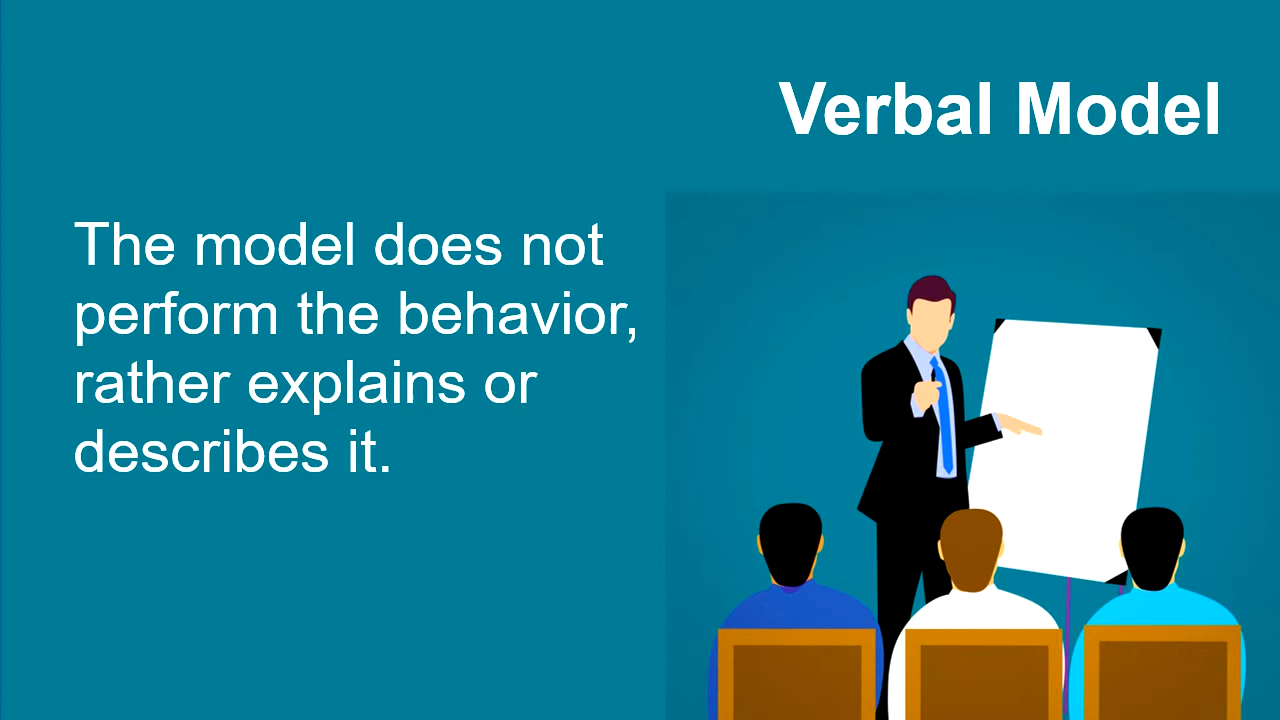 Verbal Model
The model does not
perform the behavior,
rather explains or
describes it.